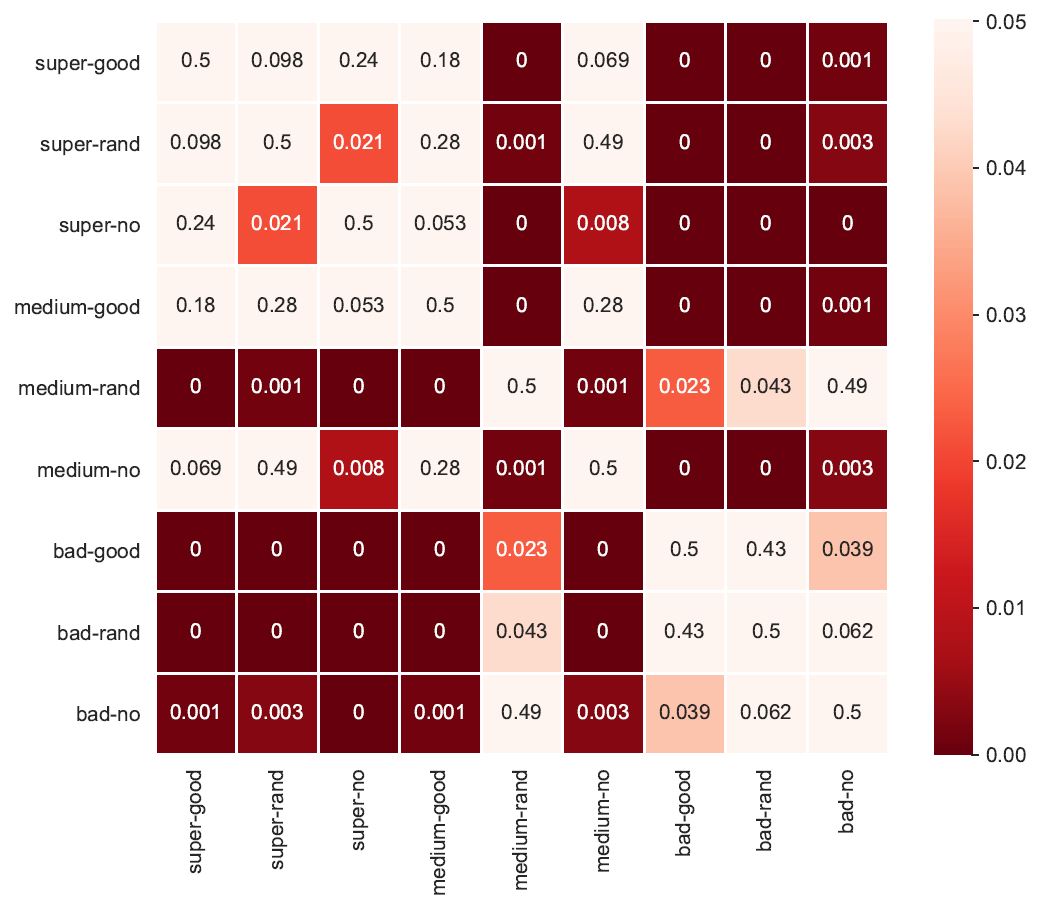 super-good 0.5 0.098 0.24 0.18 0 0.069 0 0 0.001
super-rand 0.098 0.5 0.021 0.28 0.001 0.49 0 0 0.003
super-no 0.24 0.021 0.5 0.053 0 0.008 0 0 0
medium-good 0.18 0.28 0.053 0.5 0 0.28 0 0 0.001
medium-rand 0 0.001 0 0 0.5 0.001 0.023 0.043 0.49
medium-no 0.069 0.49 0.008 0.28 0.001 0.5 0 0 0.003
bad-good 0 0 0 0 0.023 0 0.5 0.43 0.039
bad-rand 0 0 0 0 0.043 0 0.43 0.5 0.062
bad-no 0.001 0.003 0 0.001 0.49 0.003 0.039 0.062 0.5
super-good super-rand super-no medium-good medium-rand medium-no bad-good bad-rand bad-no
0.05
0.04
0.03
0.02
0.01
0.00